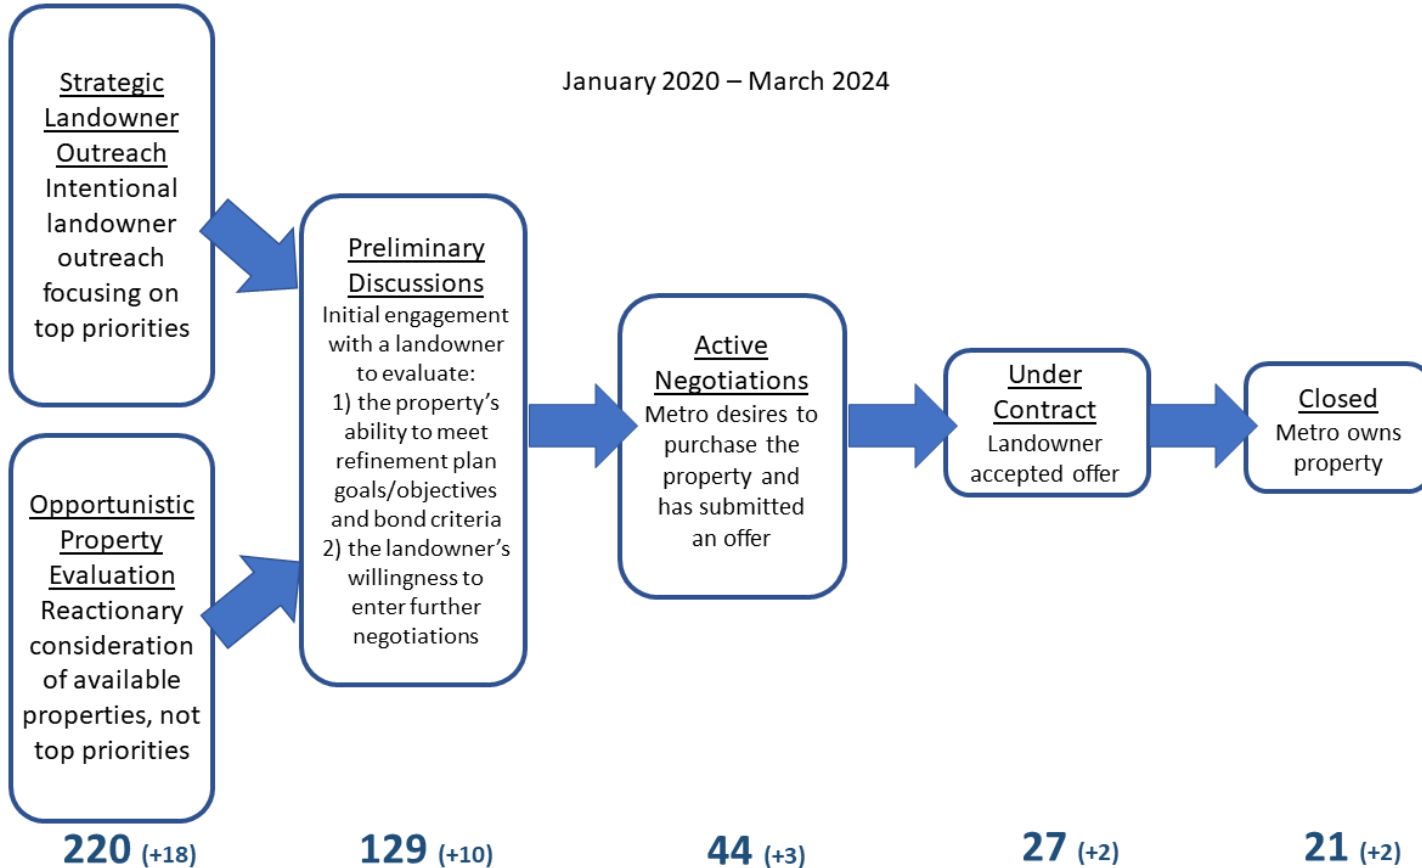 January 2020 – March 2024
Strategic
Landowner
Outreach
Intentional
landowner
outreach
focusing on
top priorities
Opportunistic
Property
Evaluation
Reactionary
consideration
of available
properties, not
top priorities
Preliminary
Discussions
Initial engagement
with a landowner
to evaluate:
1) the property’s
ability to meet
refinement plan
goals/objectives
and bond criteria
2) the landowner’s
willingness to
enter further
negotiations
Active
Negotiations
Metro desires to
purchase the
property and
has submitted
an offer
Under
Contract
Landowner
accepted offer
Closed
Metro owns
property
220 (+18)
129 (+10)
44 (+3)
27 (+2)
21 (+2)